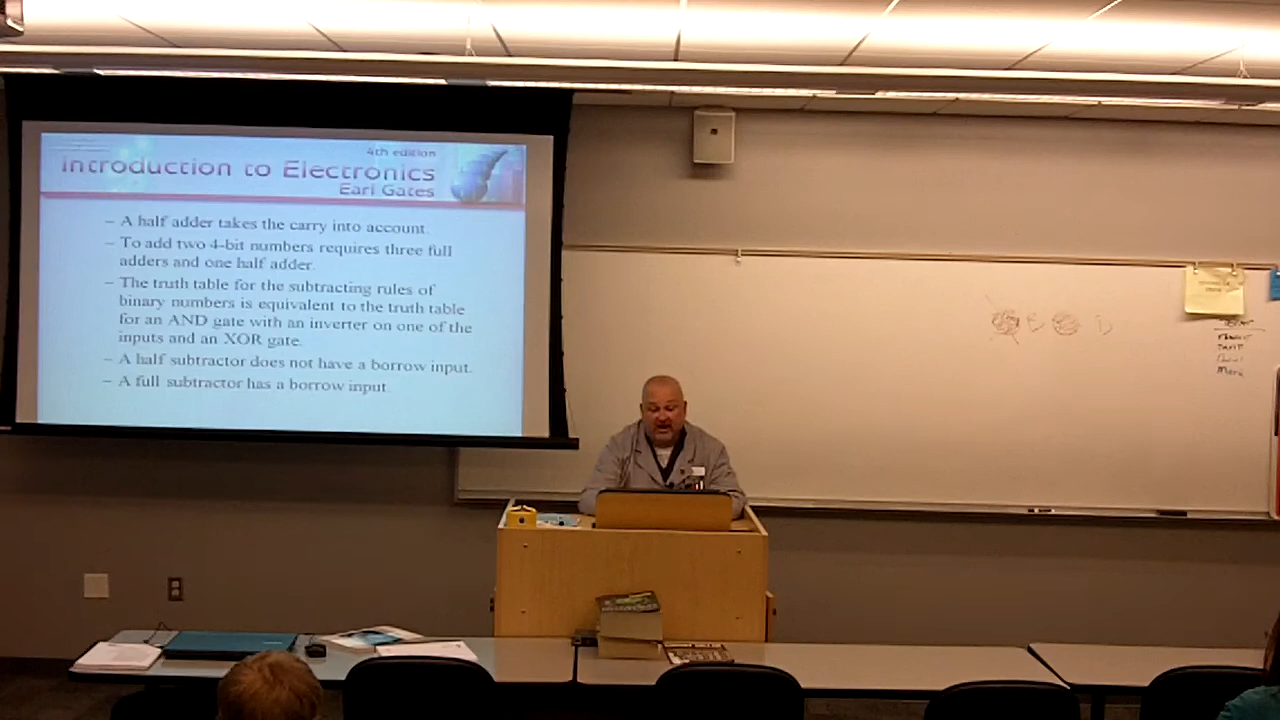 4th edition
Introduction to Electronics
Earl Gates
– A half adder takes the carry into account.
– To add two 4-bit numbers requires three full
adders and one half adder.
– The truth table for the subtracting rules of
binary numbers is equivalent to the truth table
for an AND gate with an inverter on one of the
inputs and an XOR gate.
– A half subtractor does not have a borrow input.
– A full subtractor has a borrow input.